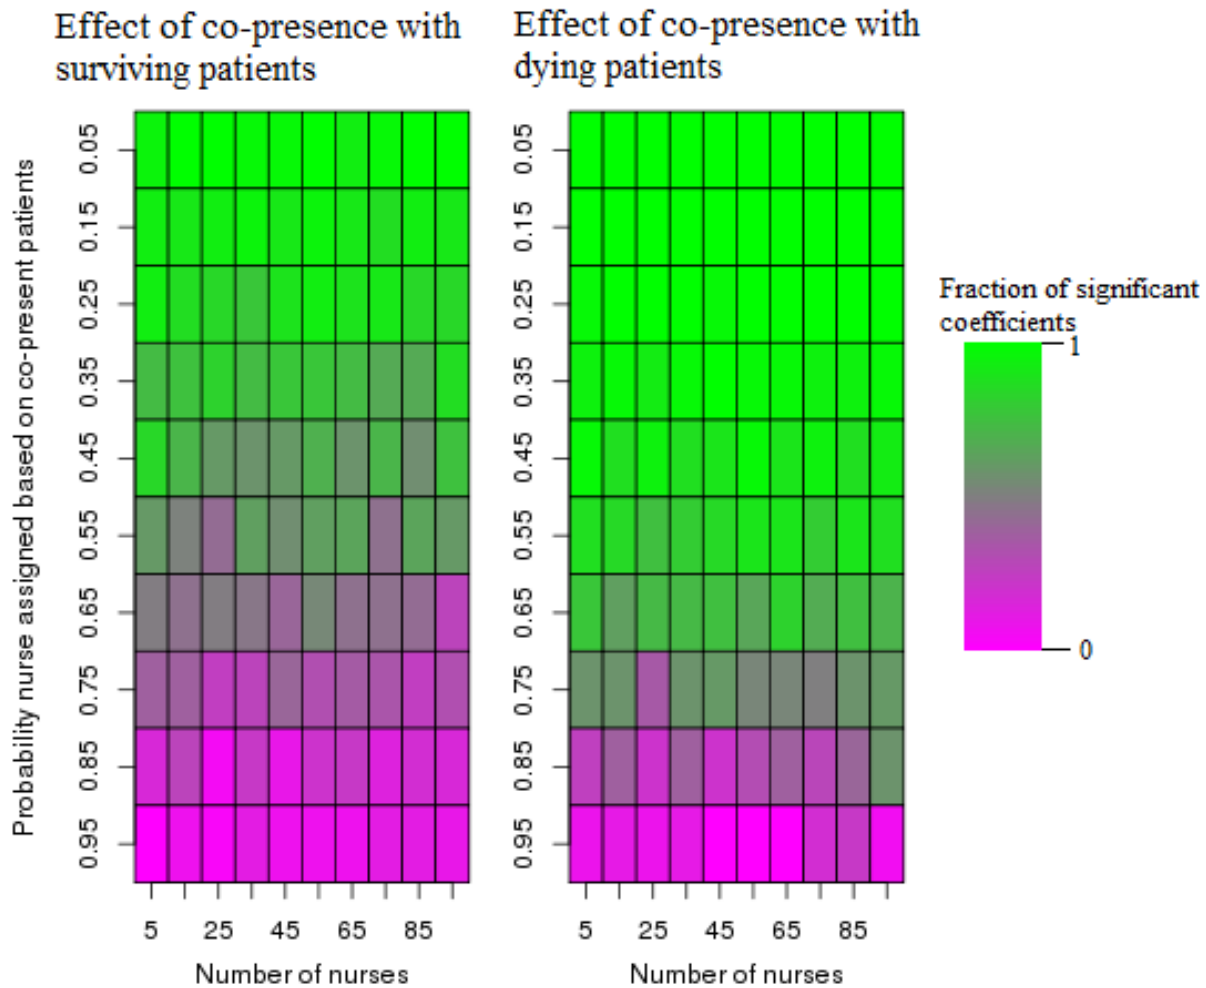 Effect of co-presence with
surviving patients
Effect of co-presence with
dying patients
Probability nurse assigned based on co-present patients
0.05
0.15
0.25
0.35
0.45
0.55
0.65
0.75
0.85
0.95
5 25 45 65 85
Number of nurses
0.05
0.15
0.25
0.35
0.45
0.55
0.65
0.75
0.85
0.95
5 25 45 65 85
Number of nurses
Fraction of significant
coefficients
1
0